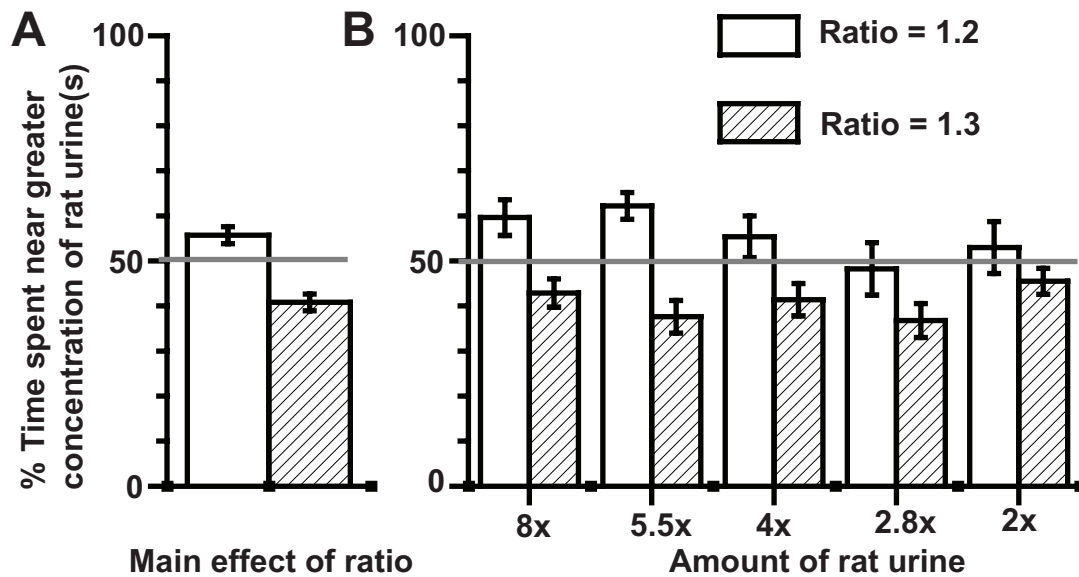 A
B
% Time spent near greater
concentration of rat urine(s)
100
50
0
Main effect of ratio
100
50
0
Ratio = 1.2
Ratio = 1.3
8x
5.5x
4x
2.8x
2x
Amount of rat urine